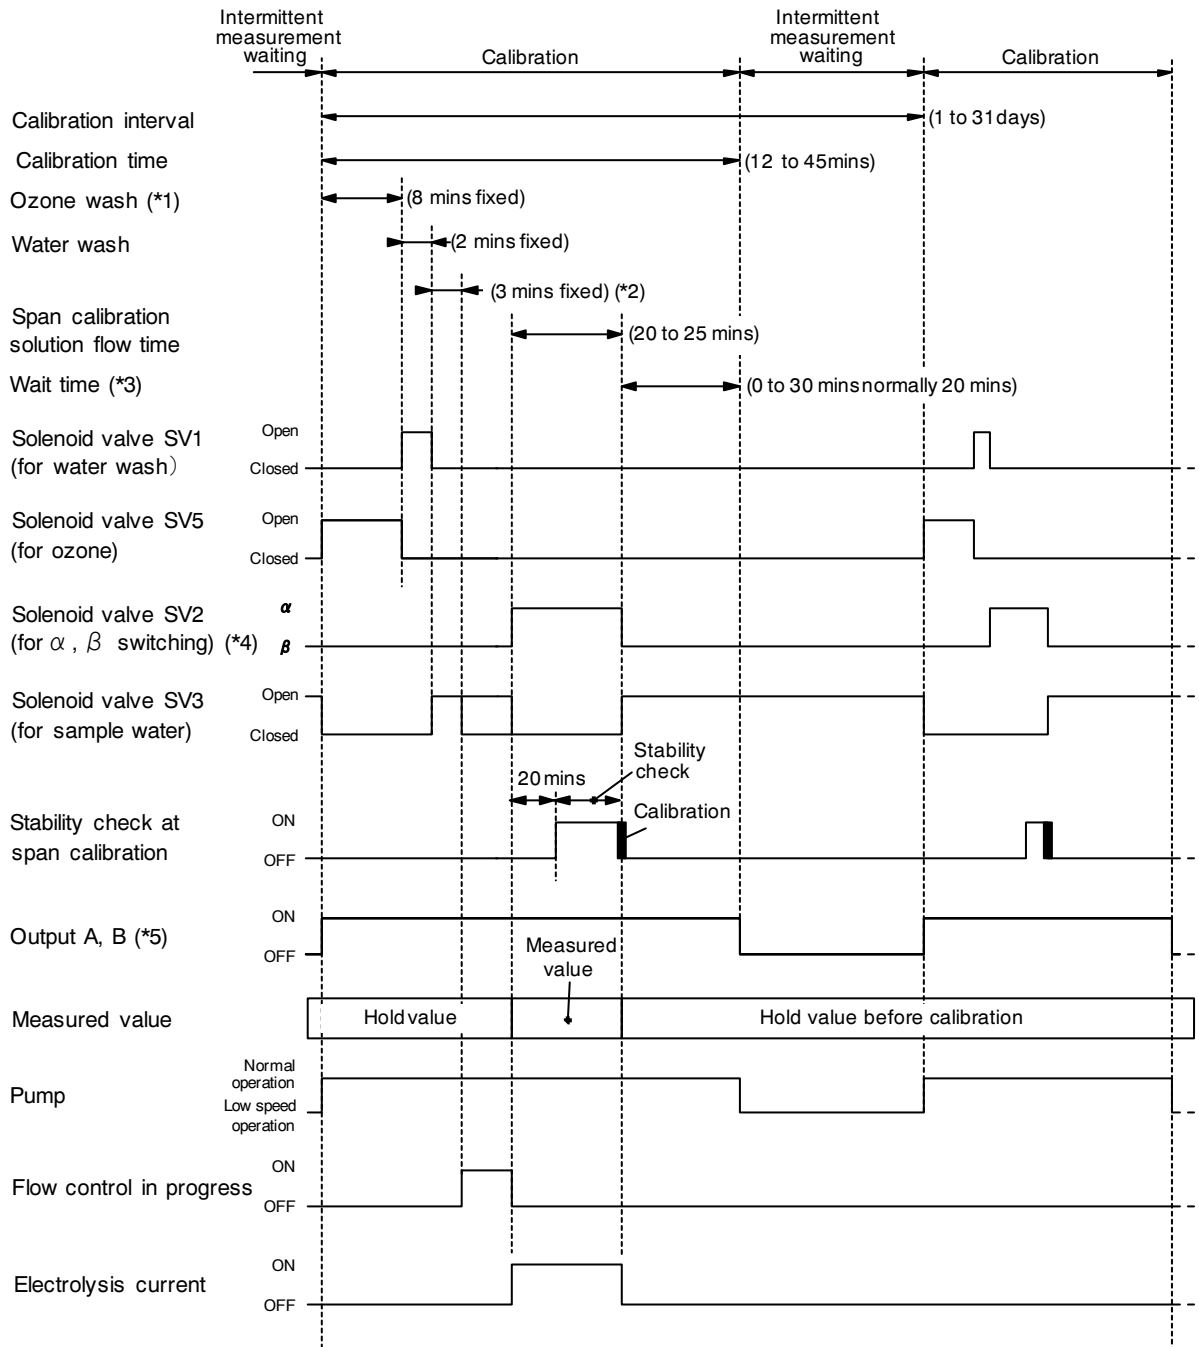 Intermittent
measurement
waiting
Calibration
Intermittent
measurement
waiting
Calibration
Calibration interval
(1 to 31days)
Calibration time
(12 to 45mins)
Ozone wash (*1)
(8 mins fixed)
Water wash
(2 mins fixed)
(3 mins fixed) (*2)
Span calibration
solution flow time
(20 to 25 mins)
Wait time (*3)
(0 to 30 mins normally 20 mins)
Solenoid valve SV1
(for water wash）
Open
Closed
Solenoid valve SV5
(for ozone)
Open
Closed
Solenoid valve SV2
(for α , β switching) (*4)
α
β
Solenoid valve SV3
(for sample water)
Open
Closed
20 mins
Stability
check
Calibration
Stability check at
span calibration
ON
OFF
Output A, B (*5)
ON
OFF
Measured
value
Measured value
Hold value
Hold value before calibration
Pump
Normal
operation
Low speed
operation
Flow control in progress
ON
OFF
Electrolysis current
ON
OFF